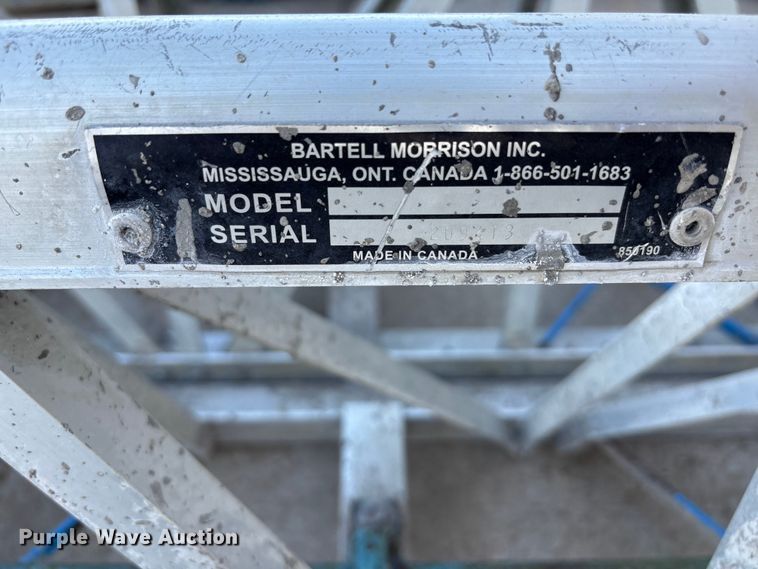 BARTELL MORRISON INC.
MISSISSAUGA, ONT. CANADA 1-866-501-1683
MODEL
SERIAL
MADE IN CANADA
850190
Purple Wave Auction